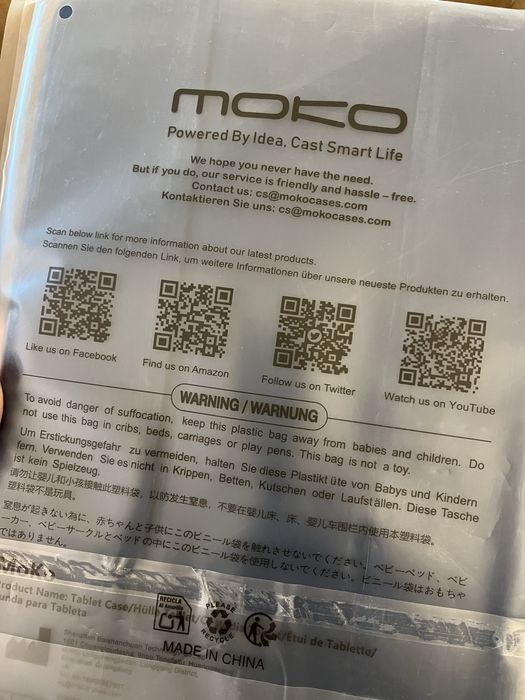 MOKO
Powered By Idea, Cast Smart Life
We hope you never have the need.
But if you do, our service is friendly and hassle – free.
Contact us: cs@mokocases.com
Kontaktieren Sie uns: cs@mokocases.com
Scan below link for more information about our latest products.
Scannen Sie den folgenden Link, um weitere Informationen über unsere neueste Produkten zu erhalten.
Like us on Facebook
Find us on Amazon
Follow us on Twitter
Watch us on YouTube
WARNING / WARNUNG
To avoid danger of suffocation, keep this plastic bag away from babies and children. Do
not use this bag in cribs, beds, carriages or play pens. This bag is not a toy.
Um Erstickungsgefahr zu vermeiden, halten Sie diese Plastikt üte von Babys und Kindern
fern. Verwenden Sie es nicht in Krippen, Betten, Kutschen oder Laufställen. Diese Tasche
ist kein Spielzeug.
请勿让婴儿和小孩接触此塑料袋，以防发生窒息，不要在婴儿床、床、婴儿车围栏内使用本塑料袋。
塑料袋不是玩具。
窒息が起きない為に、赤ちゃんと子供にこのビニール袋を触れさせないでください。ベビーベッド、ベビ
ーカー、ベビーサークルとベッドの中にこのビニール袋を使用しないでください。ビニール袋はおもちゃ
ではありません。
MoKo
Product Name: Tablet Case/Hüll
/Etui de Tablette/
unda para Tableta
RECICLA
Al Amarillo
PLEASE
RECYCLE
MADE IN CHINA